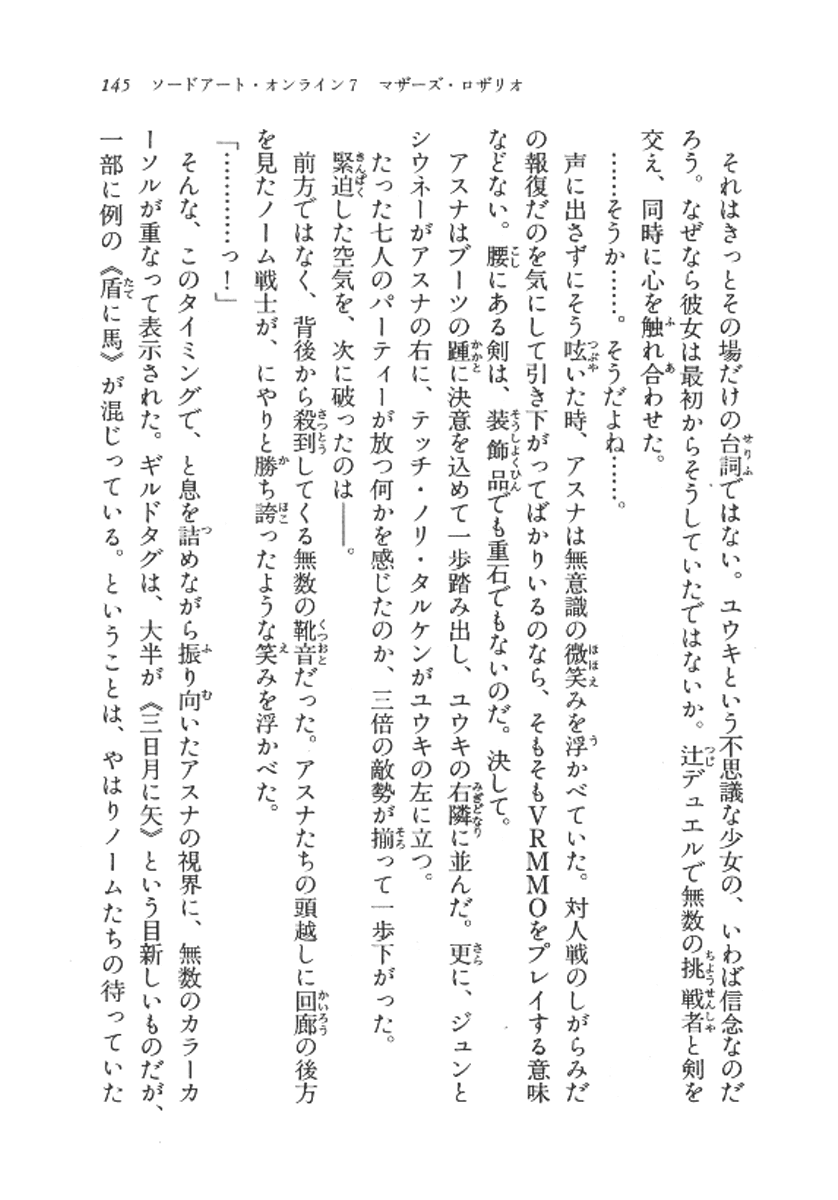 145 ソードアート・オンライン7 マザーズ・ロザリオ
それはきっとその場だけの台詞ではない。ユウキという不思議な少女の、いわば信念なのだ
ろう。なぜなら彼女は最初からそうしていたではないか。辻デュエルで無数の挑戦者と剣を
交え、同時に心を触れ合わせた。
……そうか……。そうだよね……。
声に出さずにそう呟いた時、アスナは無意識の微笑みを浮かべていた。対人戦のしがらみだ
の報復だのを気にして引き下がってばかりいるのなら、そもそもVRMMOをプレイする意味
などない。腰にある剣は、装飾品でも重石でもないのだ。決して。
アスナはブーツの踵に決意を込めて一歩踏み出し、ユウキの右隣に並んだ。更に、ジュンと
シウネーがアスナの右に、テッチ・ノリ・タルケンがユウキの左に立つ。
たった七人のパーティーが放つ何かを感じたのか、三倍の敵勢が揃って一歩下がった。
緊迫した空気を、次に破ったのは――。
前方ではなく、背後から殺到してくる無数の靴音だった。アスナたちの頭越しに回廊の後方
を見たノーム戦士が、にやりと勝ち誇ったような笑みを浮かべた。
「…………っ！」
そんな、このタイミングで、と息を詰めながら振り向いたアスナの視界に、無数のカラーカ
ーソルが重なって表示された。ギルドタグは、大半が《三日月に矢》という目新しいものだが、
一部に例の《盾に馬》が混じっている。ということは、やはりノームたちの待っていた